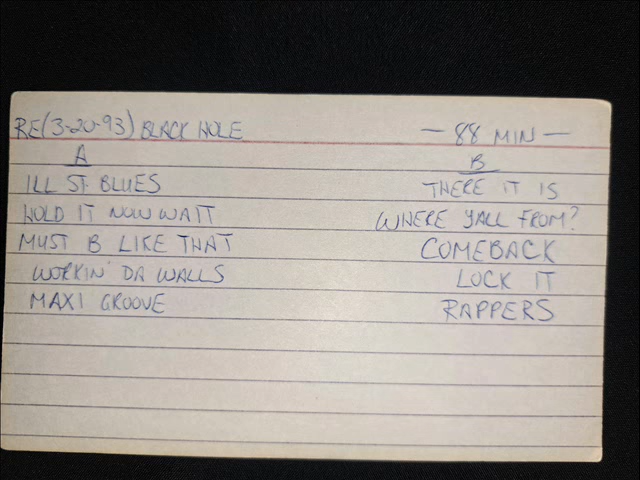 RE(3-20-93) BLACK HOLE — 88 MIN —
A B
ILL ST. BLUES THERE IT IS
HOLD IT NOW WAIT WHERE YALL FROM?
MUST B LIKE THAT COMEBACK
WORKIN' DA WALLS LOCK IT
MAXI GROOVE RAPPERS